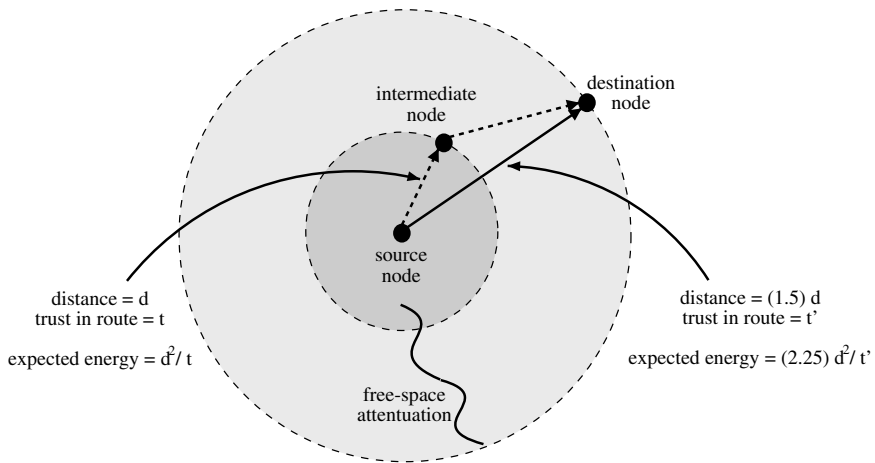 destination
node
intermediate
node
source
node
distance = d
trust in route = t
expected energy = d²/ t
distance = (1.5) d
trust in route = t’
expected energy = (2.25) d²/ t’
free-space
attentuation